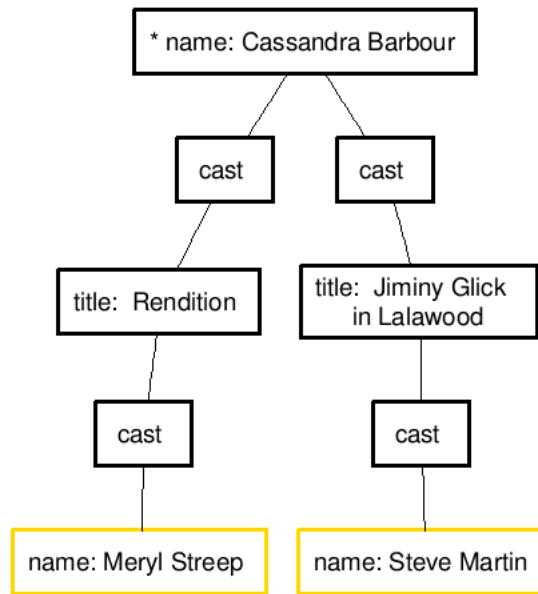 * name: Cassandra Barbour
cast
cast
title: Rendition
title: Jiminy Glick
in Lalawood
cast
cast
name: Meryl Streep
name: Steve Martin